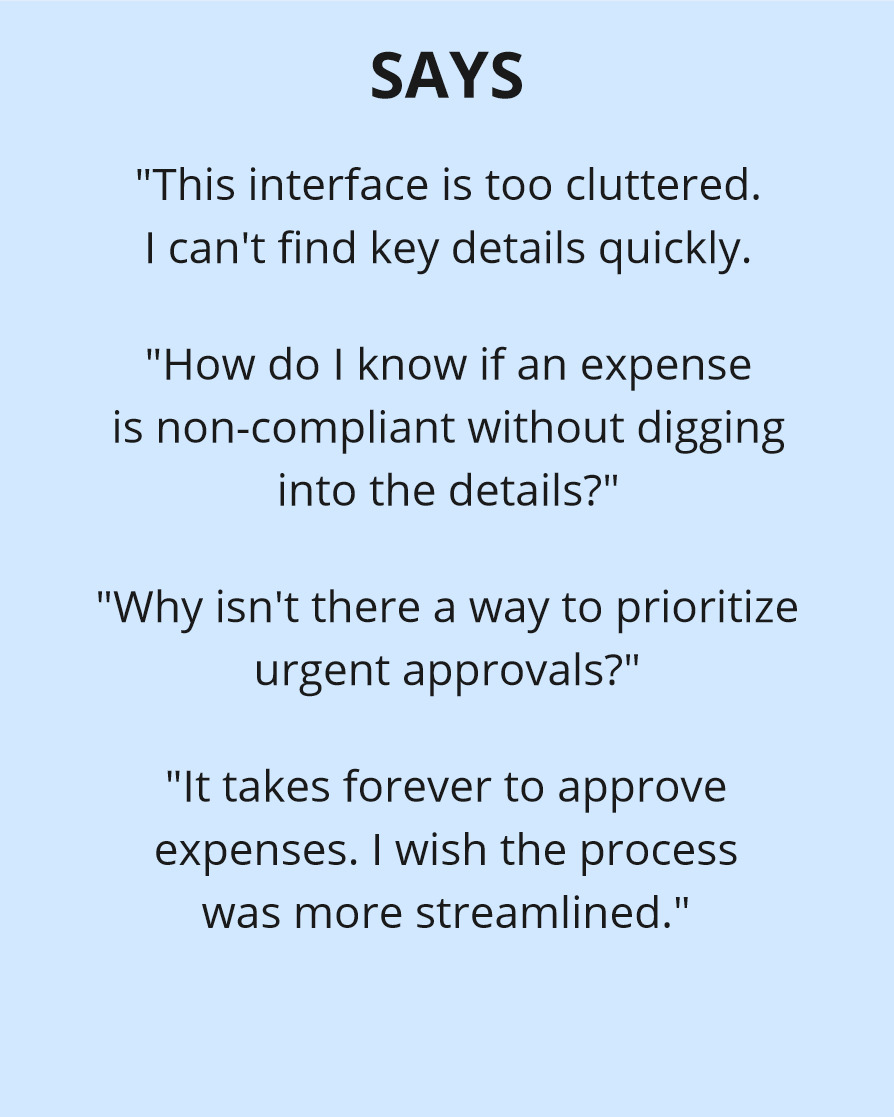 SAYS
"This interface is too cluttered.
I can't find key details quickly.
"How do I know if an expense
is non-compliant without digging
into the details?"
"Why isn't there a way to prioritize
urgent approvals?"
"It takes forever to approve
expenses. I wish the process
was more streamlined."